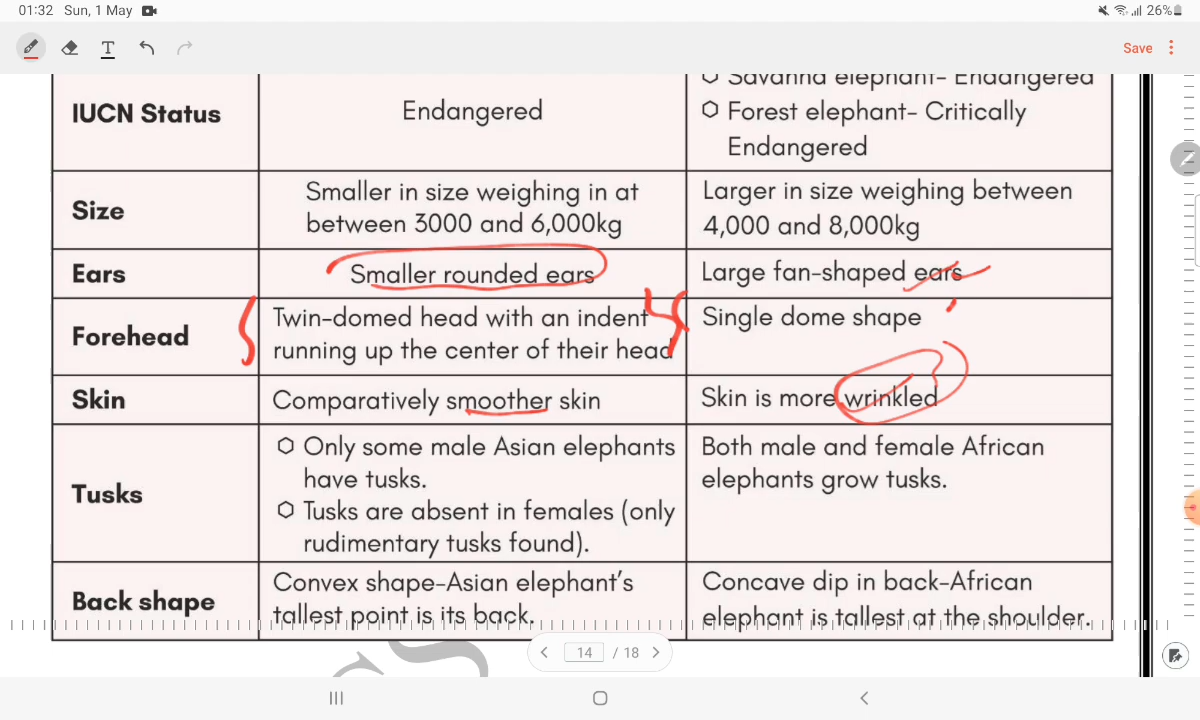 01:32 Sun, 1 May
26%
T
Save
Savanna elephant- Endangered
IUCN Status
Endangered
Forest elephant- Critically
Endangered
Size
Smaller in size weighing in at
between 3000 and 6,000kg
Larger in size weighing between
4,000 and 8,000kg
Ears
Smaller rounded ears
Large fan-shaped ears
Forehead
Twin-domed head with an indent
running up the center of their head
Single dome shape
Skin
Comparatively smoother skin
Skin is more wrinkled
Tusks
Only some male Asian elephants
have tusks.
Tusks are absent in females (only
rudimentary tusks found).
Both male and female African
elephants grow tusks.
Back shape
Convex shape-Asian elephant's
tallest point is its back.
Concave dip in back-African
elephant is tallest at the shoulder.
14 / 18